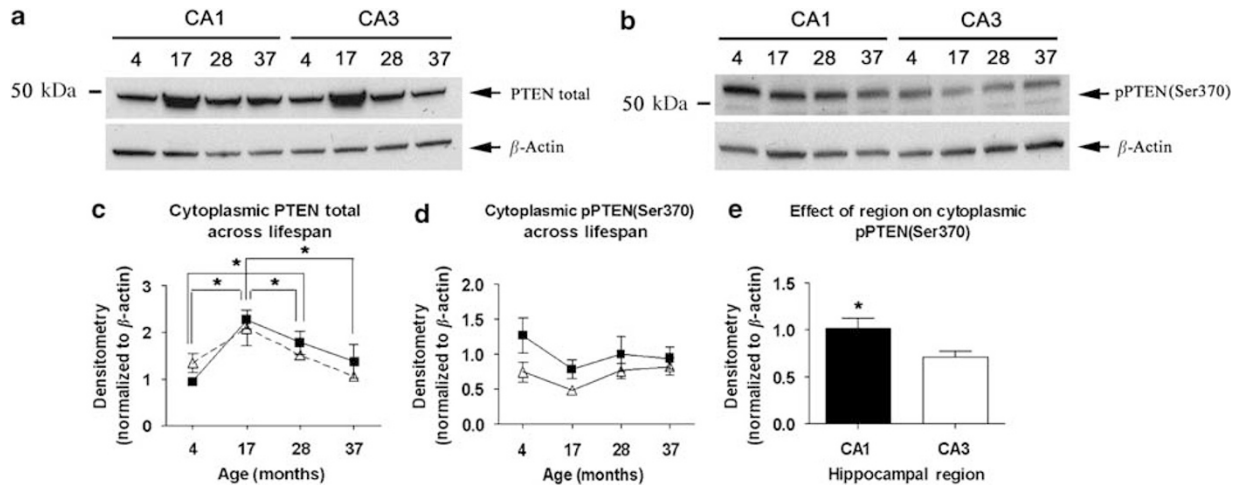 a
CA1 CA3
4 17 28 37 4 17 28 37
50 kDa
PTEN total
β-Actin
b
CA1 CA3
4 17 28 37 4 17 28 37
50 kDa
pPTEN(Ser370)
β-Actin
c
Cytoplasmic PTEN total
across lifespan
* * * *
Densitometry
(normalized to β-actin)
3
2
1
0
4 17 28 37
Age (months)
d
Cytoplasmic pPTEN(Ser370)
across lifespan
Densitometry
(normalized to β-actin)
2.0
1.5
1.0
0.5
0.0
4 17 28 37
Age (months)
e
Effect of region on cytoplasmic
pPTEN(Ser370)
Densitometry
(normalized to β-actin)
1.5
1.0
0.5
0.0
*
CA1 CA3
Hippocampal region